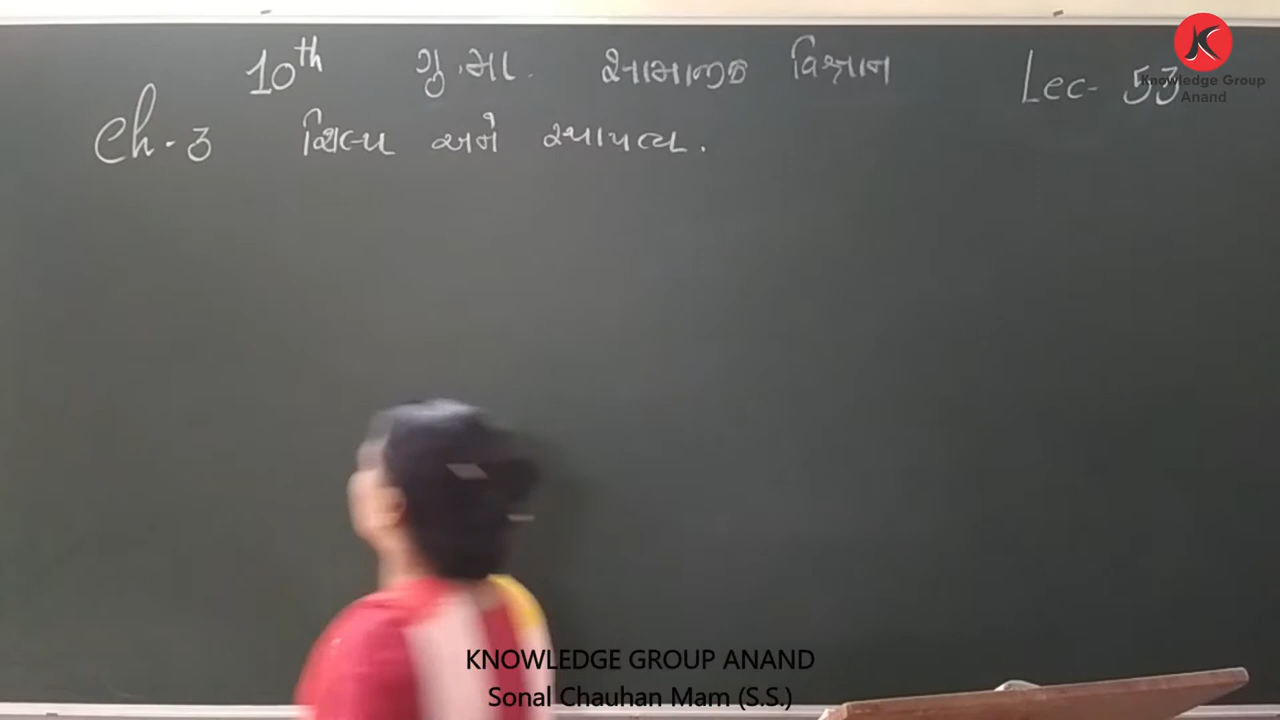 10th ગુ.મા. સામાજીક વિજ્ઞાન Lec- 53
Ch-3 શિલ્પ અને સ્થાપત્ય.
Knowledge Group
Anand
KNOWLEDGE GROUP ANAND
Sonal Chauhan Mam (S.S.)